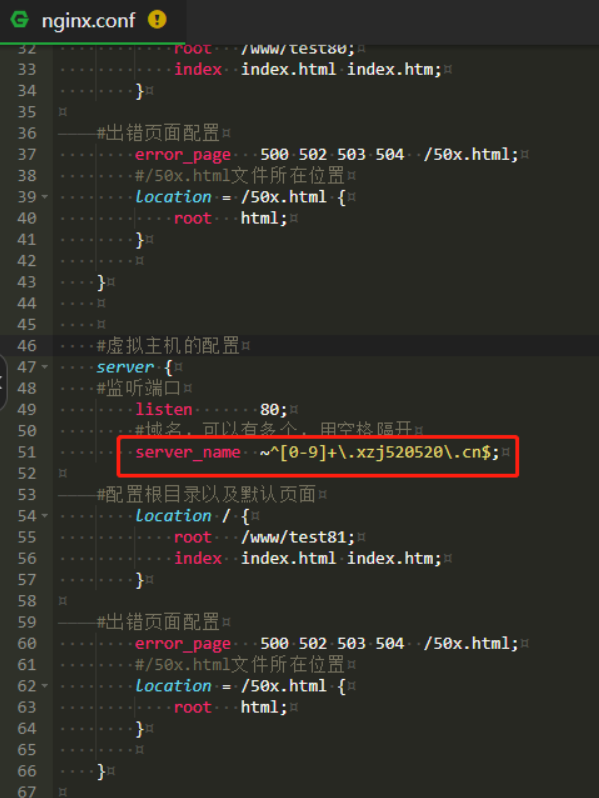 nginx.conf
32 root /www/test80;
33 index index.html index.htm;
34 }
35
36 #出错页面配置
37 error_page 500 502 503 504 /50x.html;
38 #/50x.html文件所在位置
39 location = /50x.html {
40 root html;
41 }
42
43 }
44
45
46 #虚拟主机的配置
47 server {
48 #监听端口
49 listen 80;
50 #域名，可以有多个，用空格隔开
51 server_name ~^[0-9]+\.xzj520520\.cn$;
52
53 #配置根目录以及默认页面
54 location / {
55 root /www/test81;
56 index index.html index.htm;
57 }
58
59 #出错页面配置
60 error_page 500 502 503 504 /50x.html;
61 #/50x.html文件所在位置
62 location = /50x.html {
63 root html;
64 }
65
66 }
67